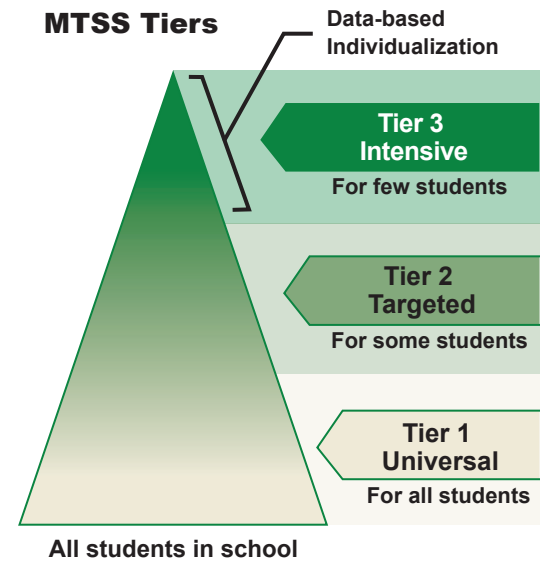 MTSS Tiers
Data-based
Individualization
Tier 3
Intensive
For few students
Tier 2
Targeted
For some students
Tier 1
Universal
For all students
All students in school